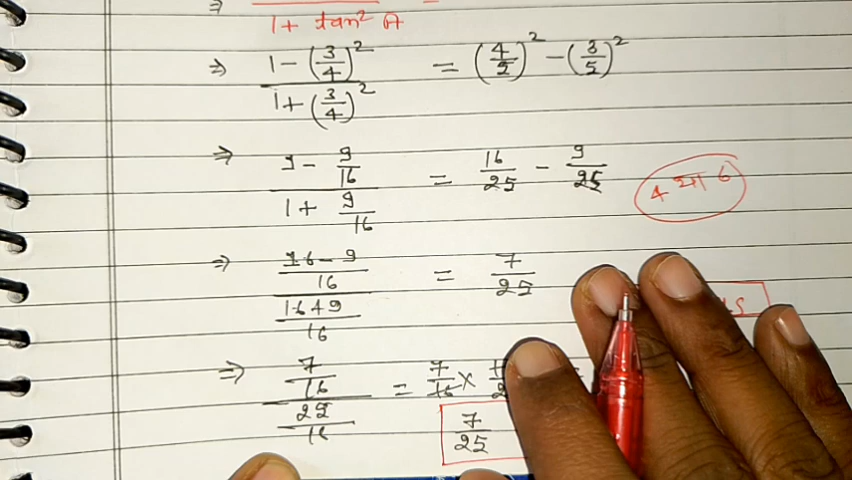 ⇒ 1 + tan² A
⇒ (1 - (3/4)²) / (1 + (3/4)²) = (4/5)² - (3/5)²
⇒ (1 - 9/16) / (1 + 9/16) = 16/25 - 9/25
4 या 6
⇒ ((16 - 9)/16) / ((16+9)/16) = 7/25
⇒ (7/16) / (25/16) = 7/16 ×
7/25